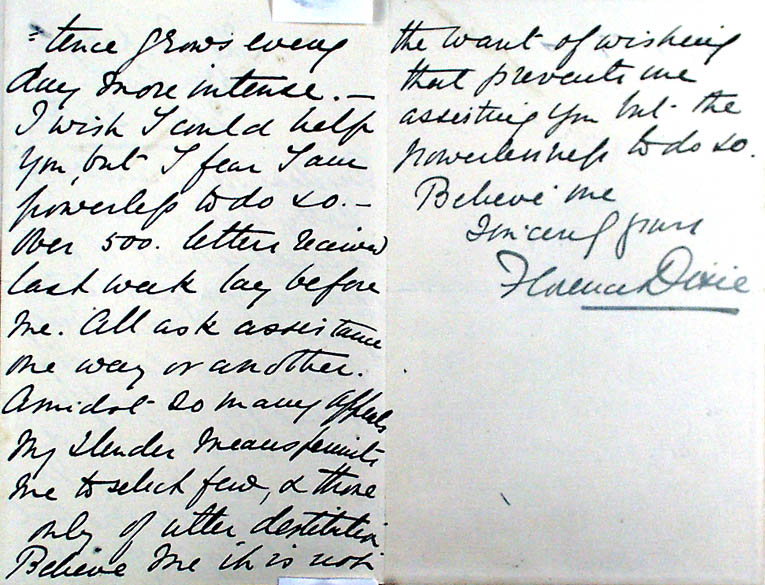 =tence grows every
day more intense. —
I wish I could help
you, but I fear I am
powerless to do so. —
Over 500. letters received
last week lay before
me. All ask assistance
one way or another.
Amidst so many appeals
my slender means permits
me to select few, & those
only of utter destitution
Believe me it is not
the want of wishing
that prevents me
assisting you but the
powerlessness to do so.
Believe me
Sincerely yours
Florence Dixie